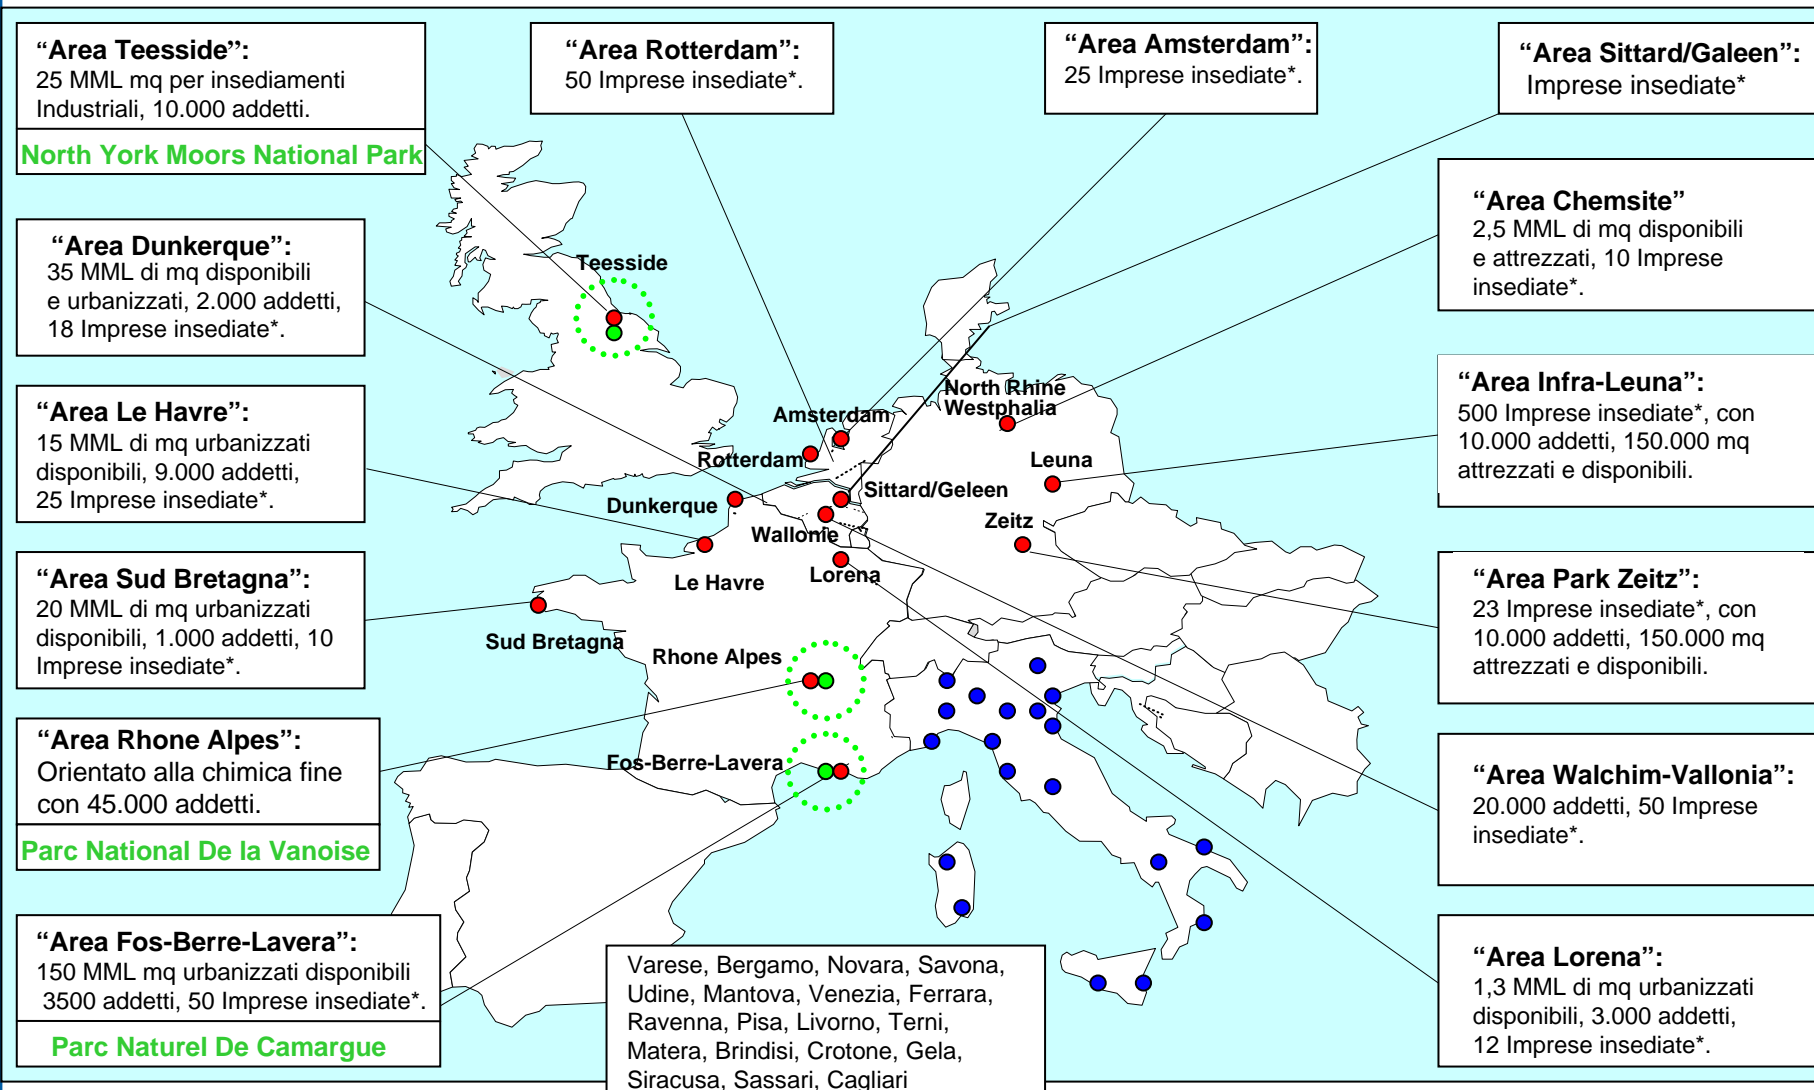 “Area Teesside”:
25 MML mq per insediamenti
Industriali, 10.000 addetti.
North York Moors National Park
“Area Rotterdam”:
50 Imprese insediate*.
“Area Amsterdam”:
25 Imprese insediate*.
“Area Sittard/Galeen”:
Imprese insediate*
“Area Dunkerque”:
35 MML di mq disponibili
e urbanizzati, 2.000 addetti,
18 Imprese insediate*.
“Area Le Havre”:
15 MML di mq urbanizzati
disponibili, 9.000 addetti,
25 Imprese insediate*.
“Area Sud Bretagna”:
20 MML di mq urbanizzati
disponibili, 1.000 addetti, 10
Imprese insediate*.
“Area Rhone Alpes”:
Orientato alla chimica fine
con 45.000 addetti.
Parc National De la Vanoise
“Area Fos-Berre-Lavera”:
150 MML mq urbanizzati disponibili
3500 addetti, 50 Imprese insediate*.
Parc Naturel De Camargue
Teesside
Amsterdam
North Rhine
Westphalia
Rotterdam
Leuna
Dunkerque
Sittard/Geleen
Wallonie
Zeitz
Le Havre
Lorena
Sud Bretagna
Rhone Alpes
Fos-Berre-Lavera
“Area Chemsite”
2,5 MML di mq disponibili
e attrezzati, 10 Imprese
insediate*.
“Area Infra-Leuna”:
500 Imprese insediate*, con
10.000 addetti, 150.000 mq
attrezzati e disponibili.
“Area Park Zeitz”:
23 Imprese insediate*, con
10.000 addetti, 150.000 mq
attrezzati e disponibili.
“Area Walchim-Vallonia”:
20.000 addetti, 50 Imprese
insediate*.
“Area Lorena”:
1,3 MML di mq urbanizzati
disponibili, 3.000 addetti,
12 Imprese insediate*.
Varese, Bergamo, Novara, Savona,
Udine, Mantova, Venezia, Ferrara,
Ravenna, Pisa, Livorno, Terni,
Matera, Brindisi, Crotone, Gela,
Siracusa, Sassari, Cagliari